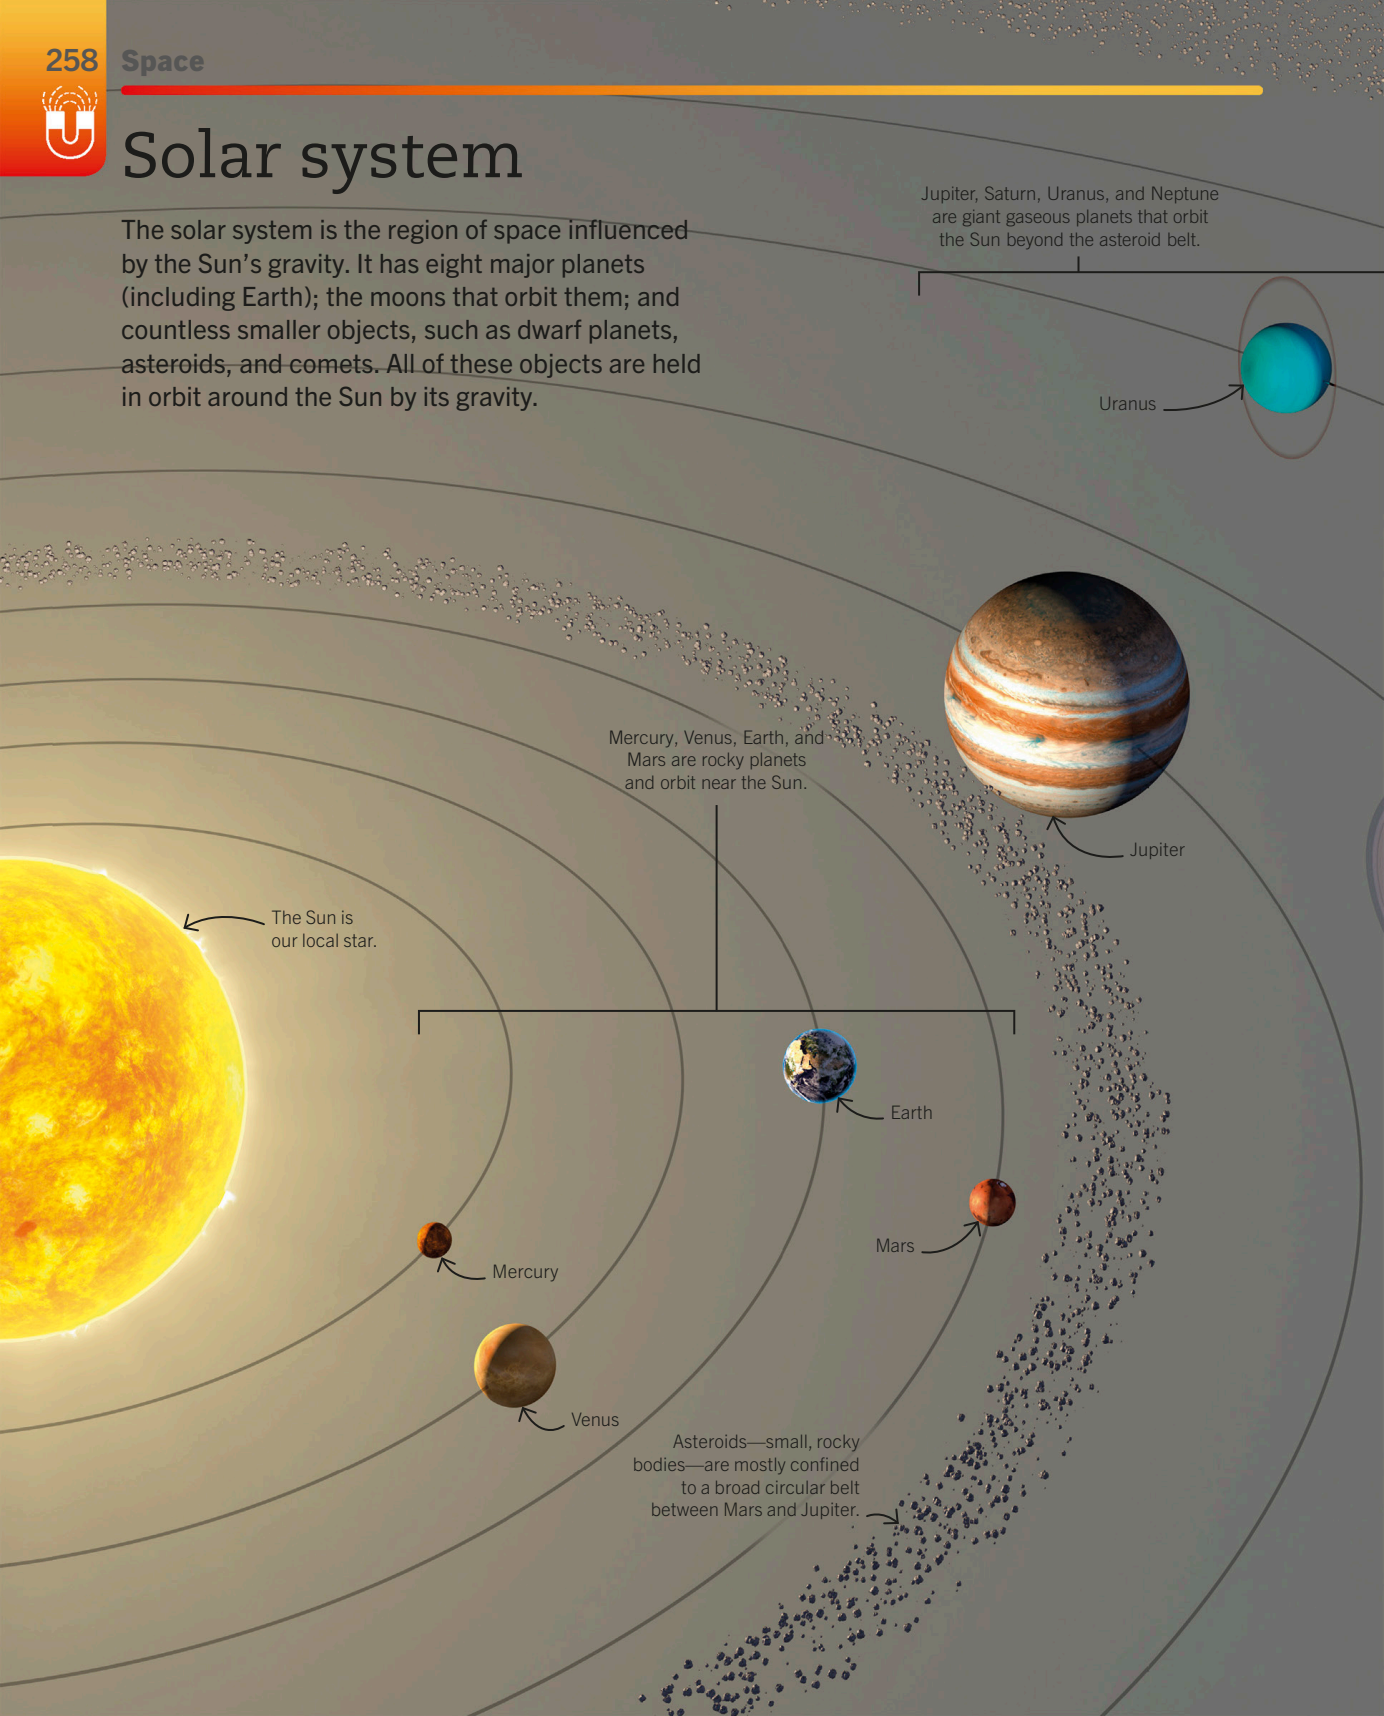 258 Space
Solar system
The solar system is the region of space influenced
by the Sun's gravity. It has eight major planets
(including Earth); the moons that orbit them; and
countless smaller objects, such as dwarf planets,
asteroids, and comets. All of these objects are held
in orbit around the Sun by its gravity.
Jupiter, Saturn, Uranus, and Neptune
are giant gaseous planets that orbit
the Sun beyond the asteroid belt.
Uranus
Mercury, Venus, Earth, and
Mars are rocky planets
and orbit near the Sun.
Jupiter
The Sun is
our local star.
Earth
Mars
Mercury
Venus
Asteroids—small, rocky
bodies—are mostly confined
to a broad circular belt
between Mars and Jupiter.